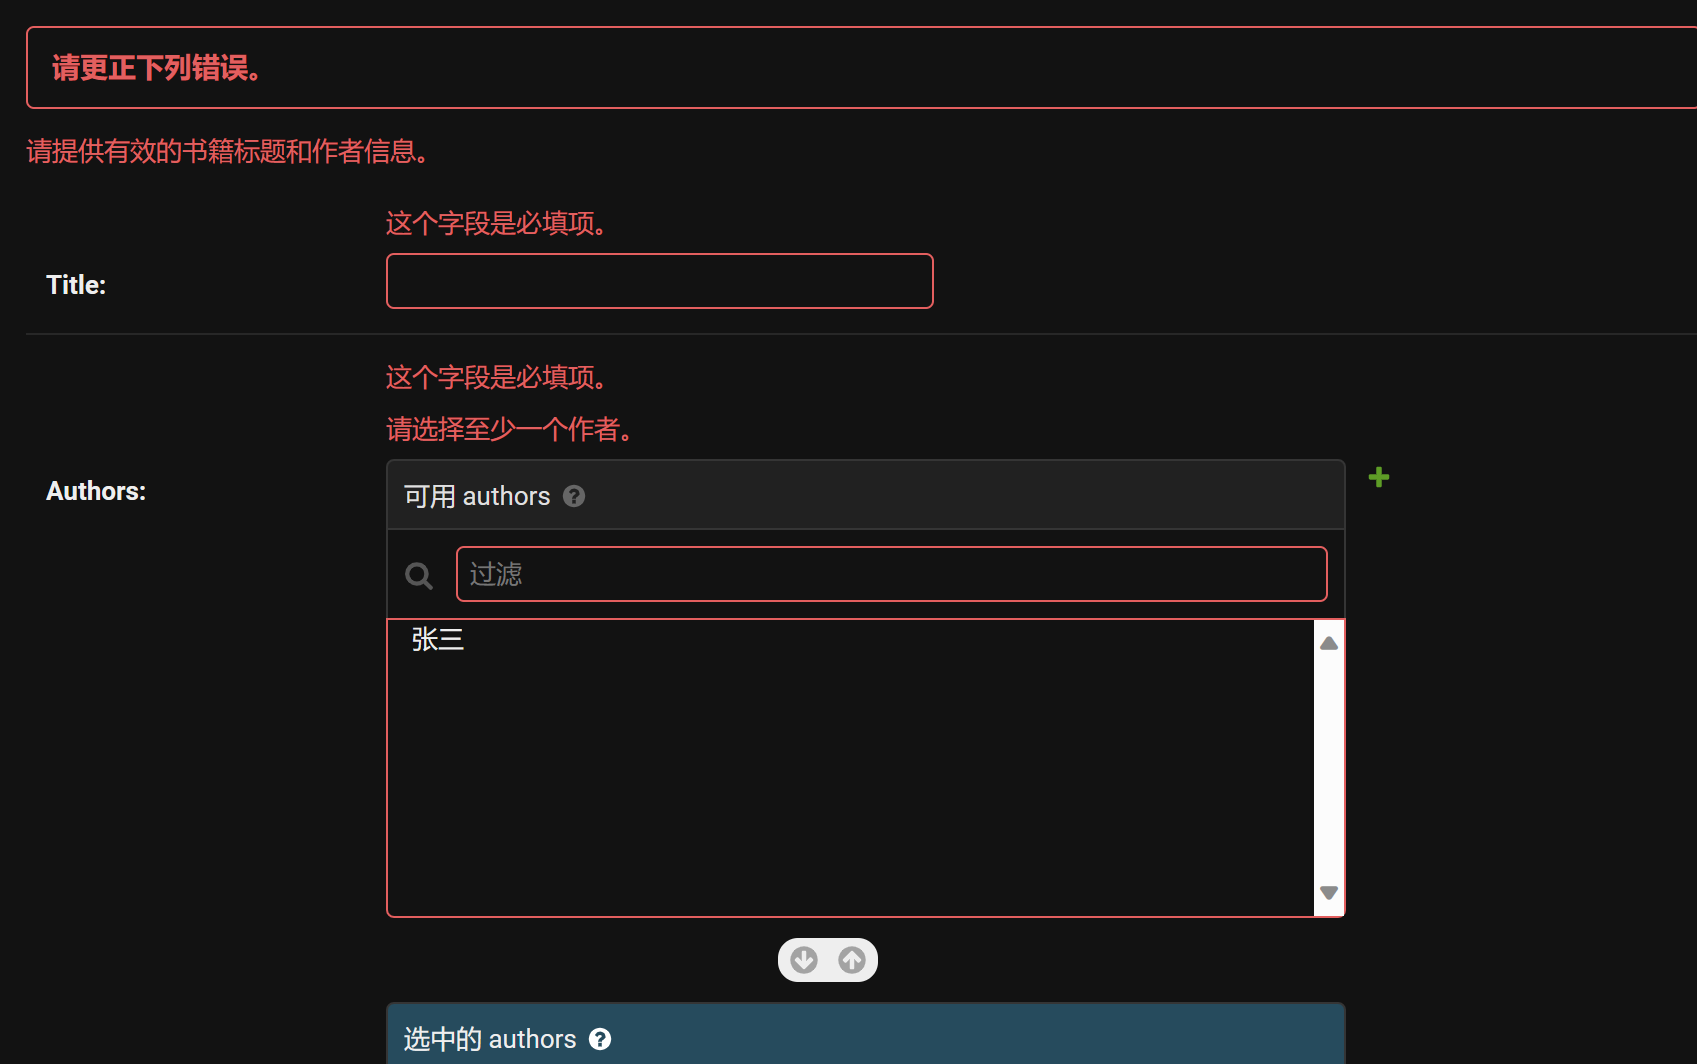 请更正下列错误。
请提供有效的书籍标题和作者信息。
这个字段是必填项。
Title:
这个字段是必填项。
请选择至少一个作者。
Authors:
可用 authors ?
过滤
张三
选中的 authors ?